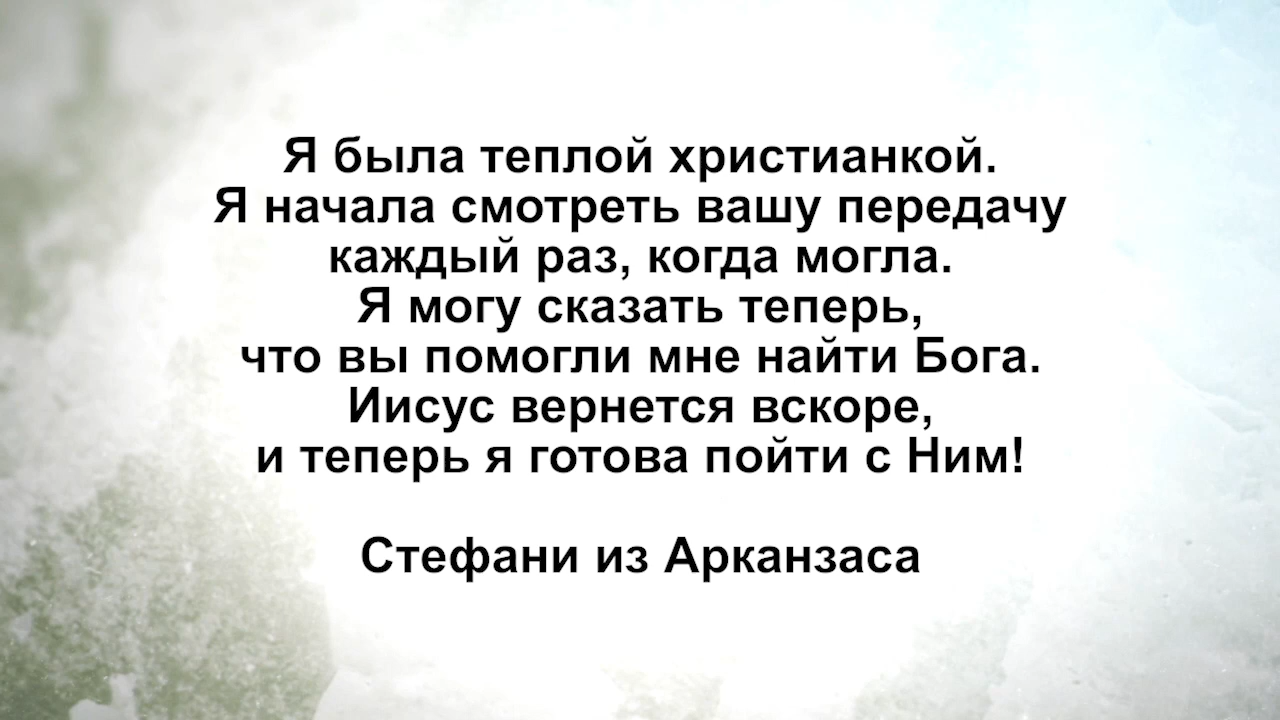 Я была теплой христианкой.
Я начала смотреть вашу передачу
каждый раз, когда могла.
Я могу сказать теперь,
что вы помогли мне найти Бога.
Иисус вернется вскоре,
и теперь я готова пойти с Ним!
Стефани из Арканзаса